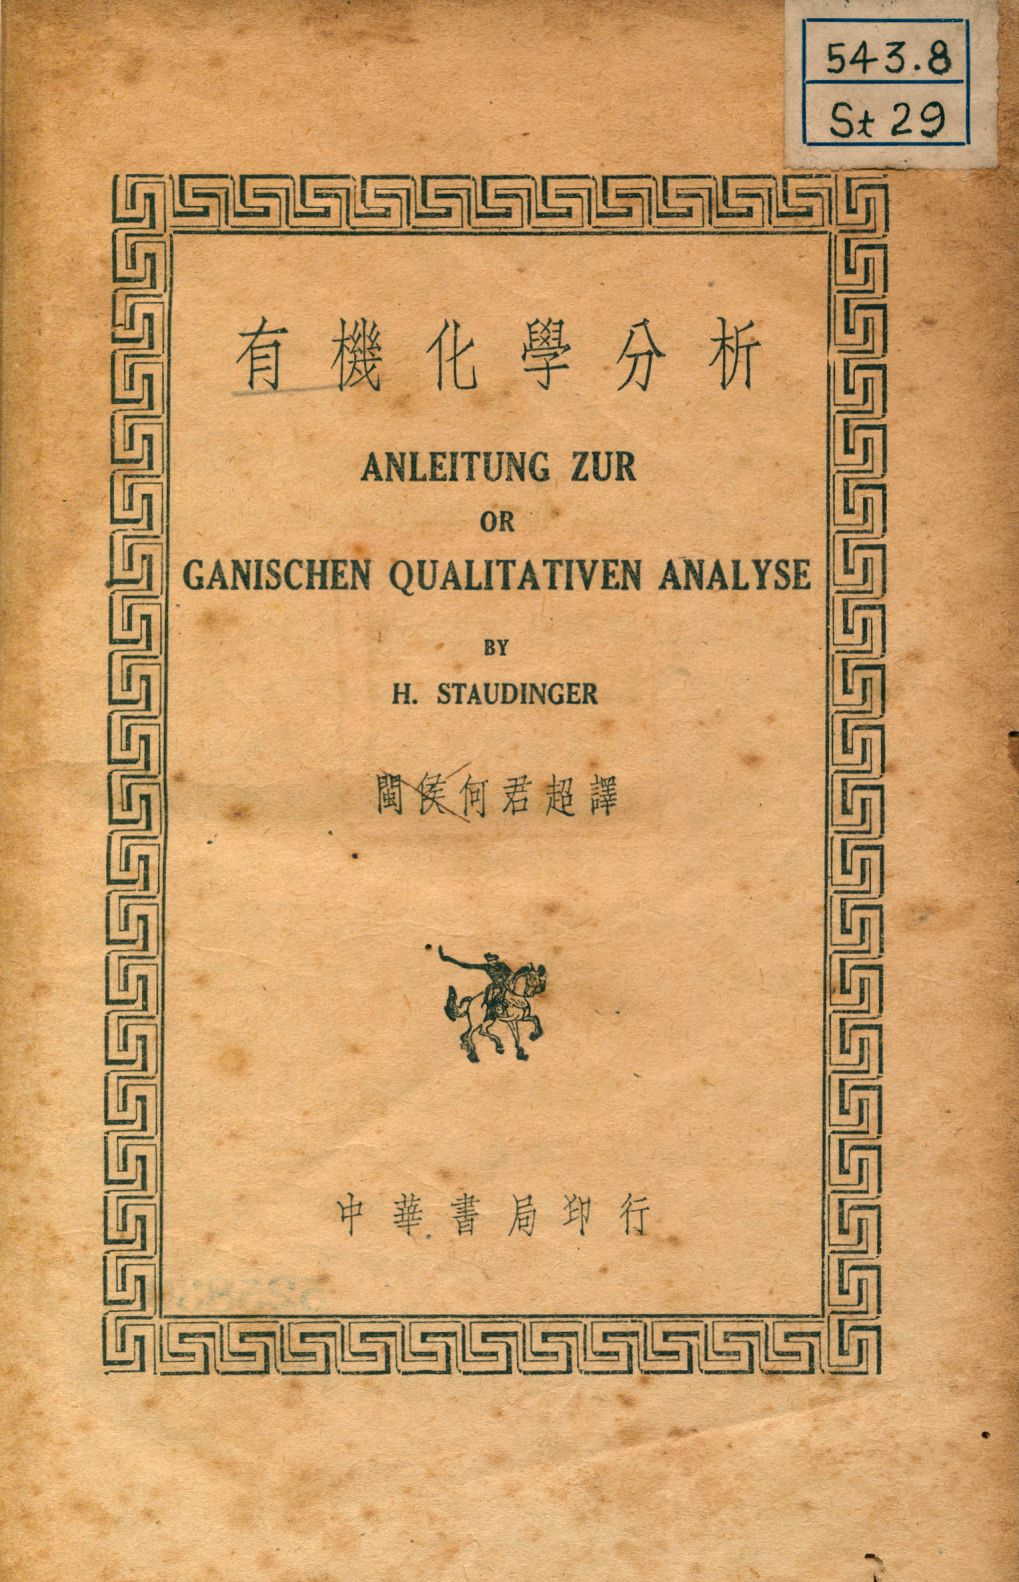 543.8
St 29
有機化學分析
ANLEITUNG ZUR
OR
GANISCHEN QUALITATIVEN ANALYSE
BY
H. STAUDINGER
閩侯何君超譯
中華書局印行